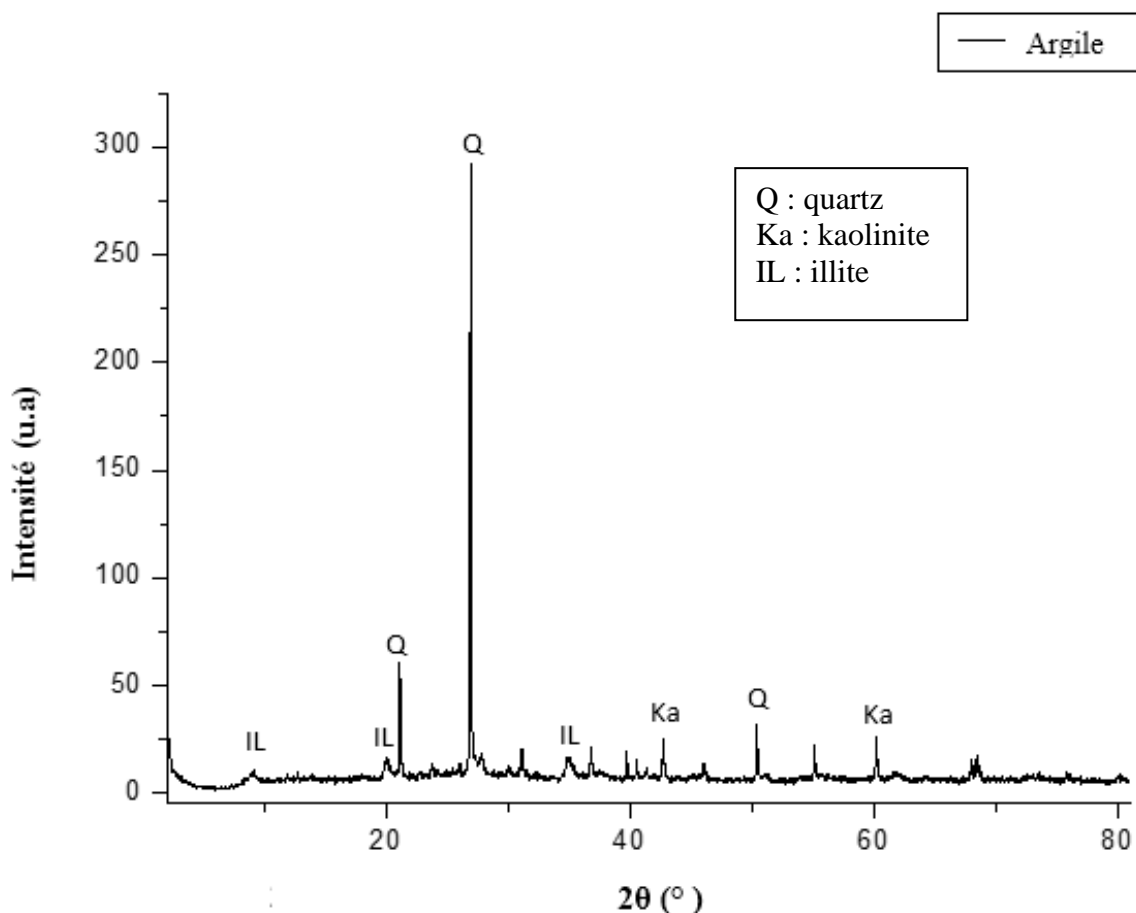 Argile
300
250
200
150
100
50
0
Intensité (u.a)
Q
Q : quartz
Ka : kaolinite
IL : illite
IL
IL
Q
IL
Ka
Q
Ka
20
40
60
80
2θ (° )